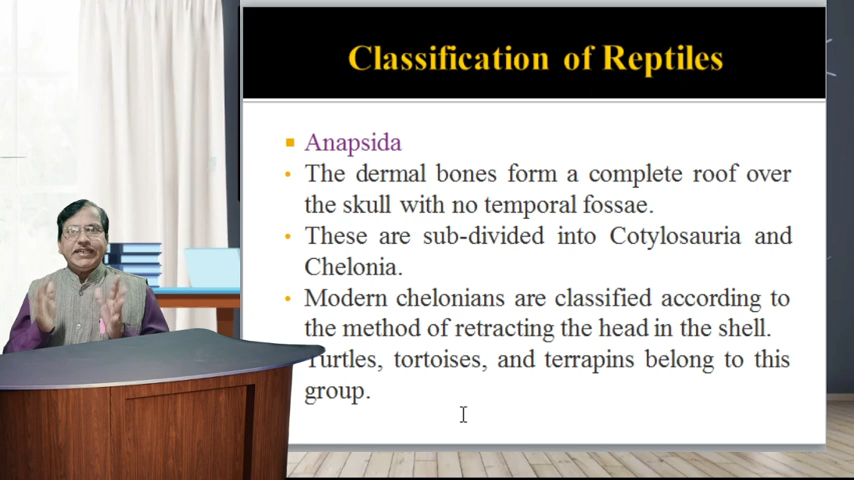 Classification of Reptiles
Anapsida
The dermal bones form a complete roof over
the skull with no temporal fossae.
These are sub-divided into Cotylosauria and
Chelonia.
Modern chelonians are classified according to
the method of retracting the head in the shell.
Turtles, tortoises, and terrapins belong to this
group.